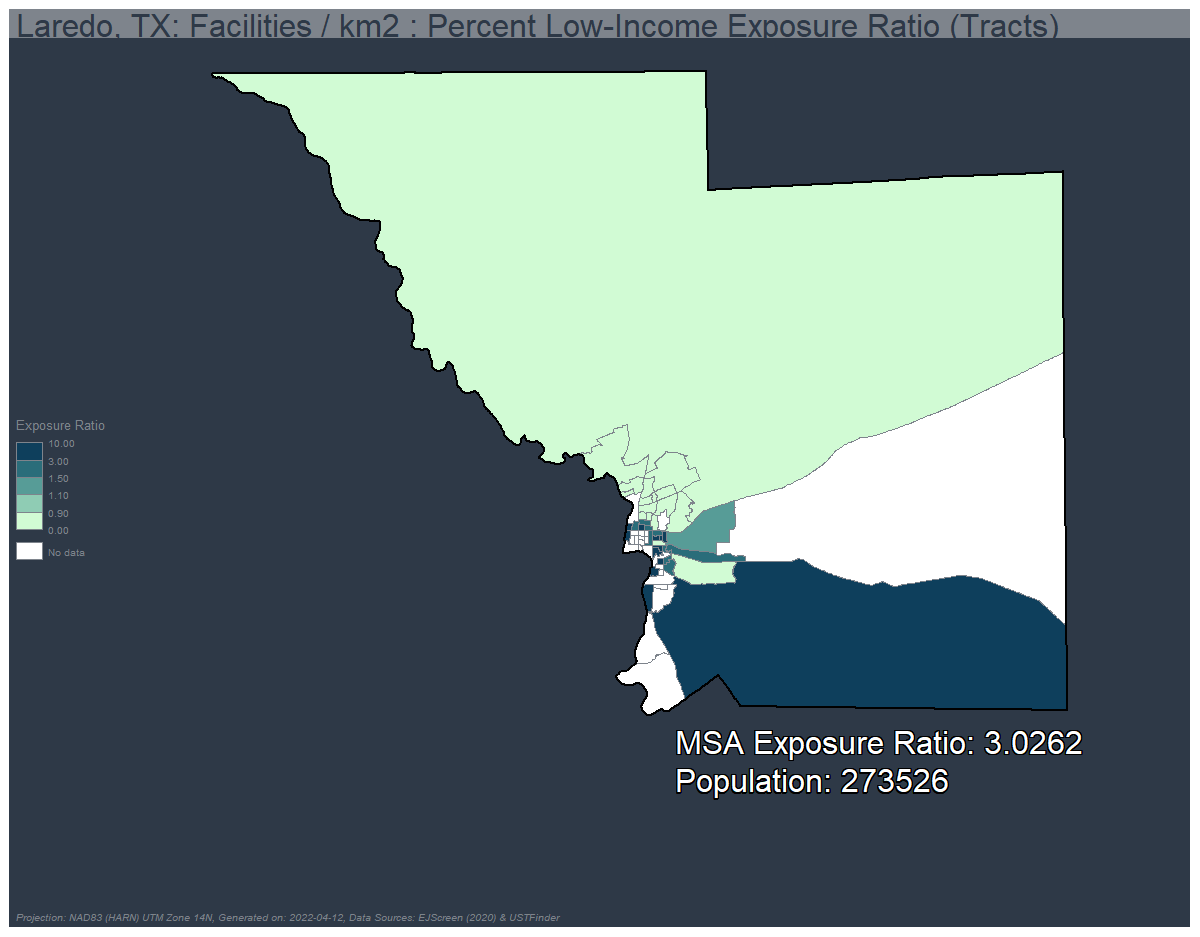 Laredo, TX: Facilities / km2 : Percent Low-Income Exposure Ratio (Tracts)
Exposure Ratio
10.00
3.00
1.50
1.10
0.90
0.00
No data
MSA Exposure Ratio: 3.0262
Population: 273526
Projection: NAD83 (HARN) UTM Zone 14N, Generated on: 2022-04-12, Data Sources: EJScreen (2020) & USTFinder